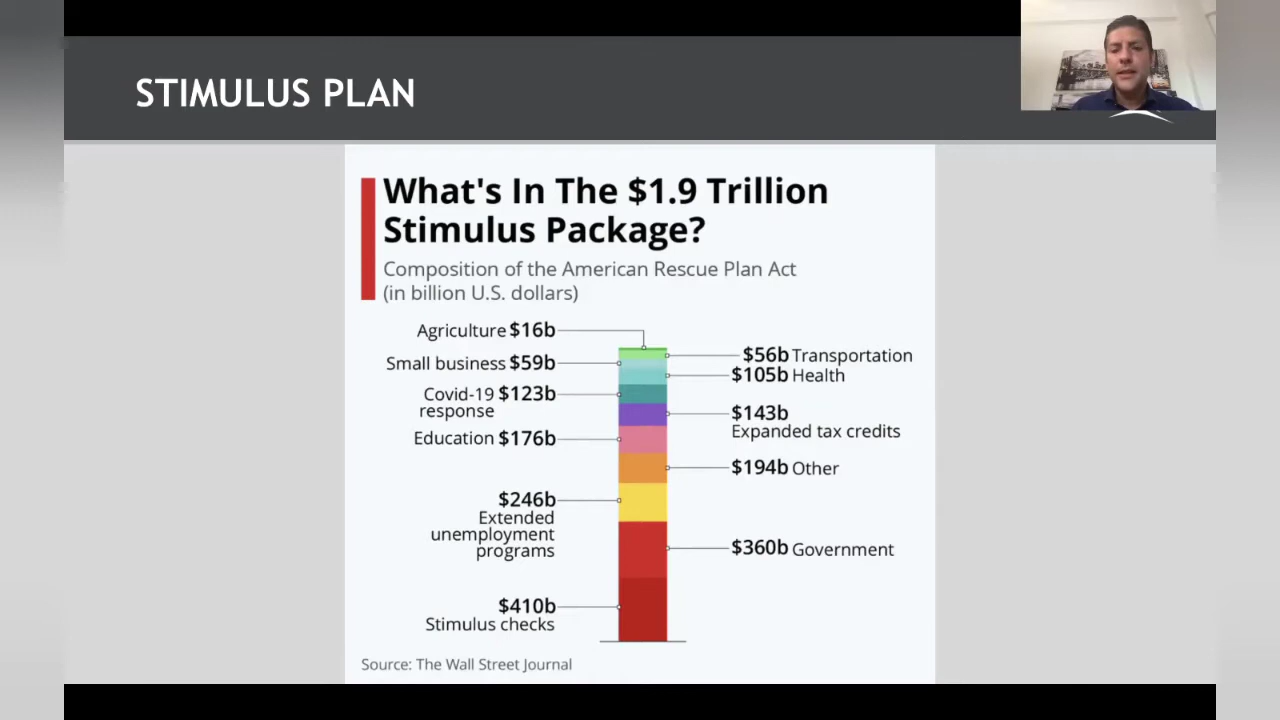 STIMULUS PLAN
What's In The $1.9 Trillion
Stimulus Package?
Composition of the American Rescue Plan Act
(in billion U.S. dollars)
Agriculture $16b
$56b Transportation
Small business $59b
$105b Health
Covid-19 $123b
response
$143b
Expanded tax credits
Education $176b
$194b Other
$246b
Extended
unemployment
programs
$360b Government
$410b
Stimulus checks
Source: The Wall Street Journal